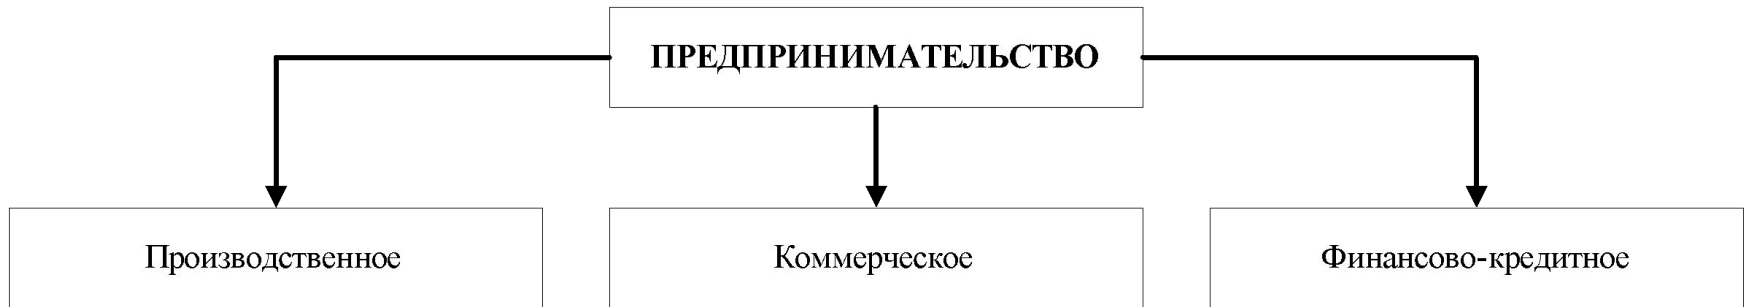 ПРЕДПРИНИМАТЕЛЬСТВО
Производственное
Коммерческое
Финансово-кредитное